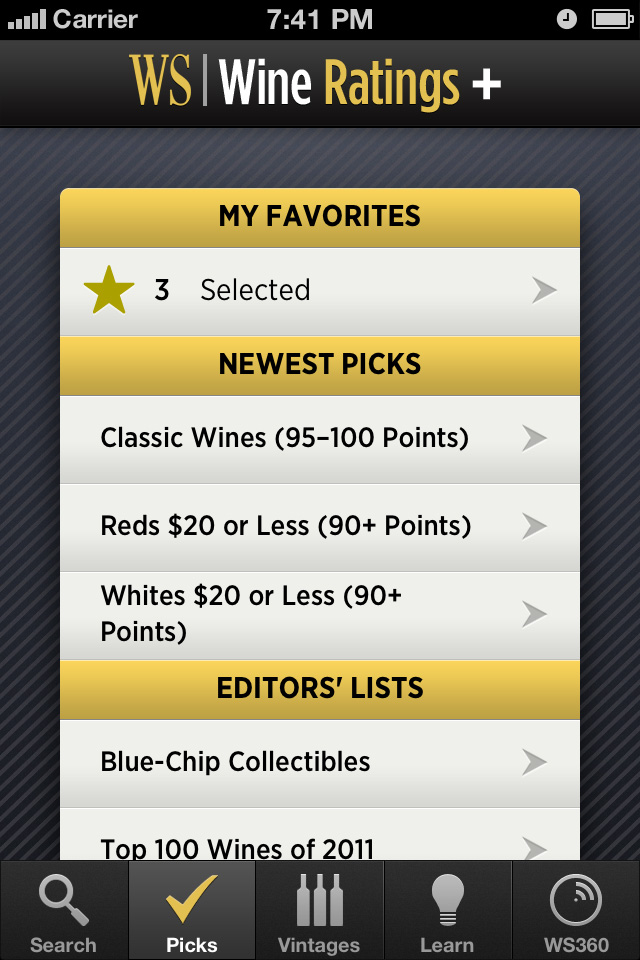 Carrier 7:41 PM
WS Wine Ratings +
MY FAVORITES
3 Selected
NEWEST PICKS
Classic Wines (95–100 Points)
Reds $20 or Less (90+ Points)
Whites $20 or Less (90+
Points)
EDITORS' LISTS
Blue-Chip Collectibles
Top 100 Wines of 2011
Search Picks Vintages Learn WS360